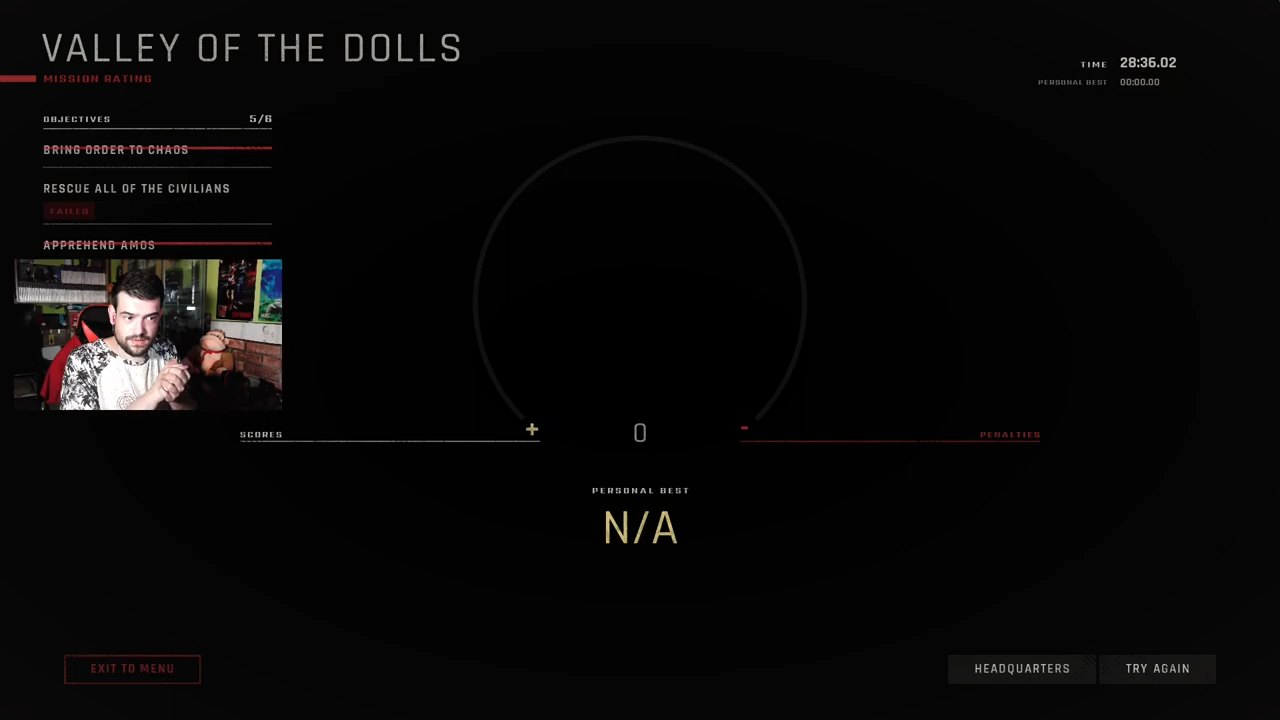 VALLEY OF THE DOLLS
MISSION RATING
TIME 28:36.02
PERSONAL BEST 00:00.00
OBJECTIVES 5/6
BRING ORDER TO CHAOS
RESCUE ALL OF THE CIVILIANS
FAILED
APPREHEND AMOS
SCORES + 0 - PENALTIES
PERSONAL BEST
N/A
EXIT TO MENU
HEADQUARTERS
TRY AGAIN